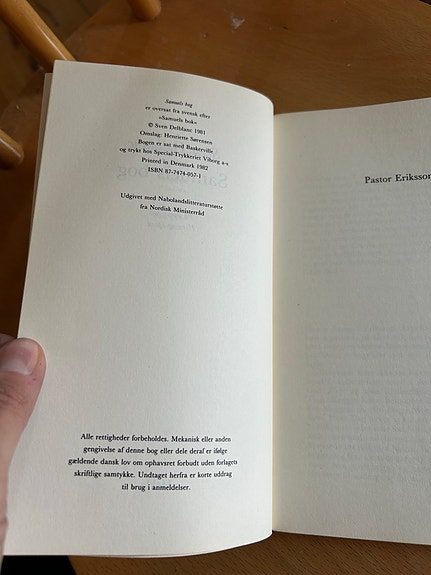 Samuels bog
er oversat fra svensk efter
»Samuels bok«
© Sven Delblanc 1981
Omslag: Henriette Sørensen
Bogen er sat med Baskerville
og trykt hos Special-Trykkeriet Viborg a-s
Printed in Denmark 1982
ISBN 87-7474-057-1
Udgivet med Nabolandslitteraturstøtte
fra Nordisk Ministerråd
Alle rettigheder forbeholdes. Mekanisk eller anden
gengivelse af denne bog eller dele deraf er ifølge
gældende dansk lov om ophavsret forbudt uden forlagets
skriftlige samtykke. Undtaget herfra er korte uddrag
til brug i anmeldelser.
Pastor Eriksson